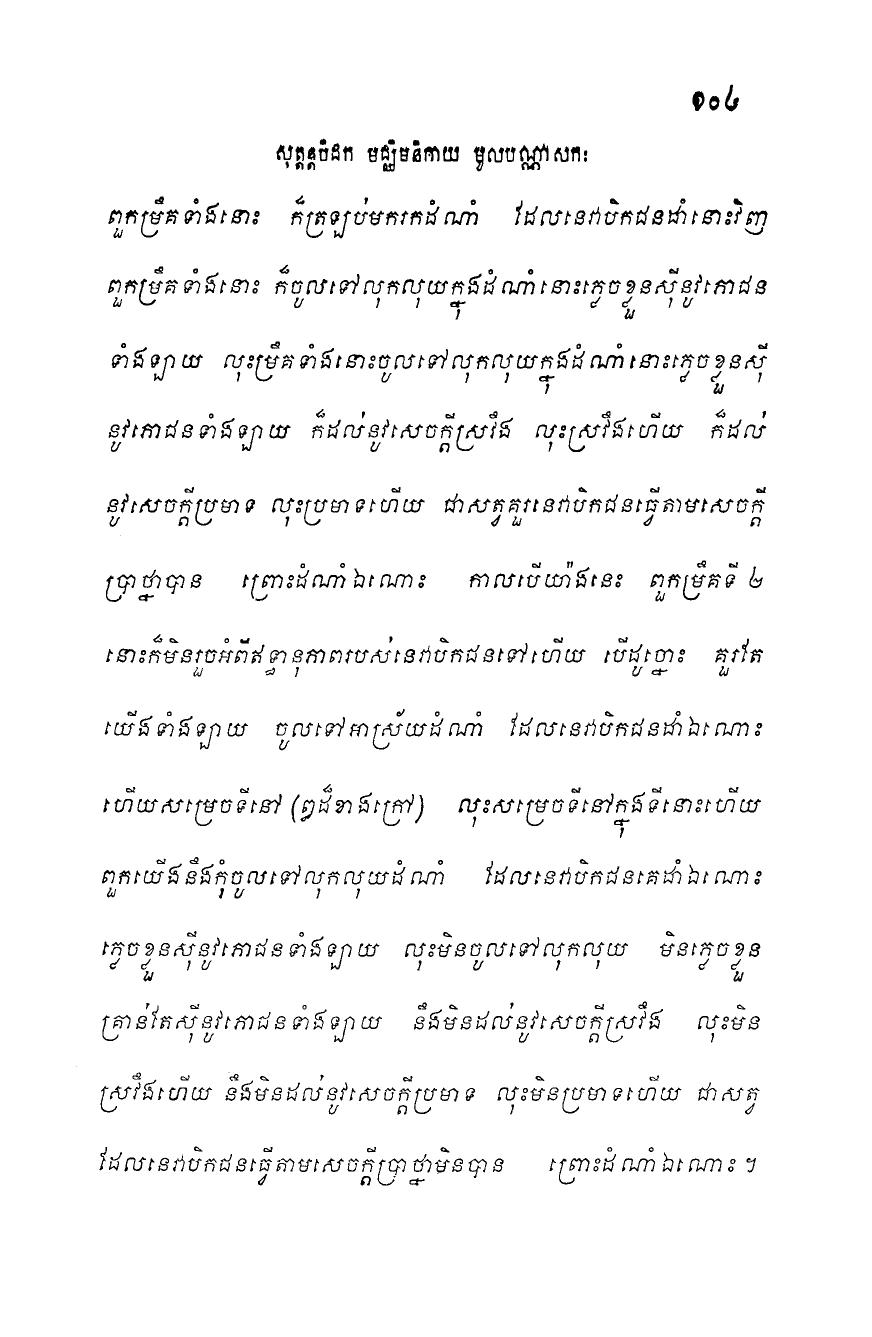 ១០៤
សុត្តន្តបិដក មជ្ឈិមនិកាយ មូលបណ្ណាសកៈ
ពួកម្រឹគទាំងនោះ ក៏ត្រឡប់មករកដំណាំ ដែលនេវាបិកជនដាំនោះវិញ
ពួកម្រឹគទាំងនោះ ក៏ចូលទៅលុកលុយក្នុងដំណាំនោះភ្លេចខ្លួនស៊ីនូវភោជន
ទាំងឡាយ លុះម្រឹគទាំងនោះចូលទៅលុកលុយក្នុងដំណាំនោះភ្លេចខ្លួនស៊ី
នូវភោជនទាំងឡាយ ក៏ដល់នូវសេចក្តីស្រវឹង លុះស្រវឹងហើយ ក៏ដល់
នូវសេចក្តីប្រមាទ លុះប្រមាទហើយ ជាសត្វគួរនេវាបិកជនធ្វើតាមសេចក្តី
ប្រាថ្នាបាន ព្រោះដំណាំឯណោះ កាលបើយ៉ាងនេះ ពួកម្រឹគទី ២
នោះក៏មិនរួចអំពីឥទ្ធានុភាពរបស់នេវាបិកជនទៅហើយ បើដូច្នោះ គួរតែ
យើងទាំងឡាយ ចូលទៅអាស្រ័យដំណាំ ដែលនេវាបិកជនដាំឯណោះ
ហើយសម្រេចទីនៅ (ឰដ៏ខាងក្រៅ) លុះសម្រេចទីនៅក្នុងទីនោះហើយ
ពួកយើងនឹងកុំចូលទៅលុកលុយដំណាំ ដែលនេវាបិកជនគេដាំឯណោះ
ភ្លេចខ្លួនស៊ីនូវភោជនទាំងឡាយ លុះមិនចូលទៅលុកលុយ មិនភ្លេចខ្លួន
គ្រាន់តែស៊ីនូវភោជនទាំងឡាយ នឹងមិនដល់នូវសេចក្តីស្រវឹង លុះមិន
ស្រវឹងហើយ នឹងមិនដល់នូវសេចក្តីប្រមាទ លុះមិនប្រមាទហើយ ជាសត្វ
ដែលនេវាបិកជនធ្វើតាមសេចក្តីប្រាថ្នាមិនបាន ព្រោះដំណាំឯណោះ ។